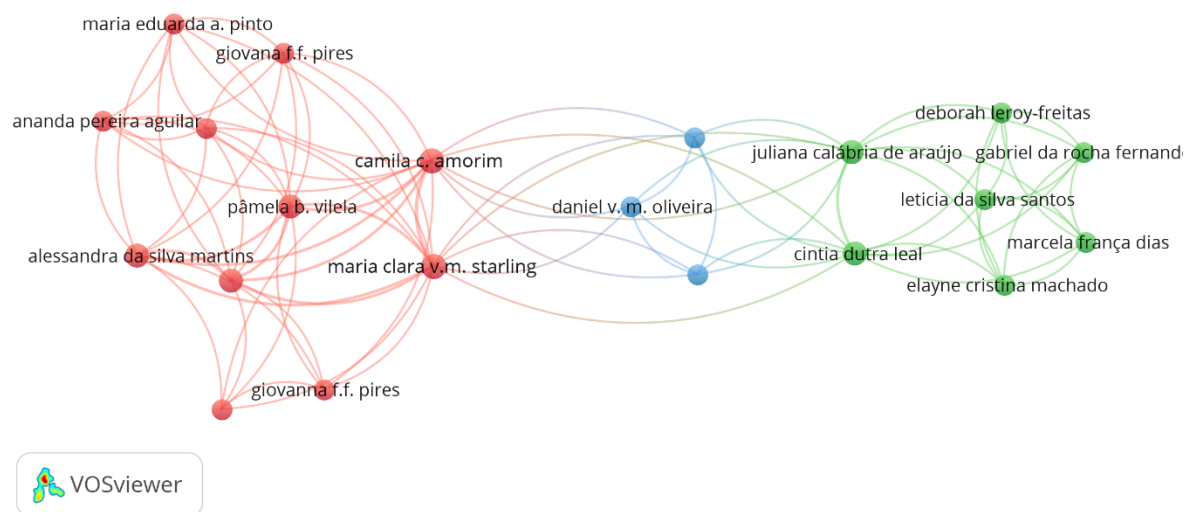 maria eduarda a. pinto
giovana f.f. pires
ananda pereira aguilar
camila c. amorim
pâmela b. vilela
alessandra da silva martins
maria clara v.m. starling
giovanna f.f. pires
daniel v. m. oliveira
deborah leroy-freitas
juliana calábria de araújo
gabriel da rocha fernand
leticia da silva santos
marcela frança dias
cintia dutra leal
elayne cristina machado
VOSviewer